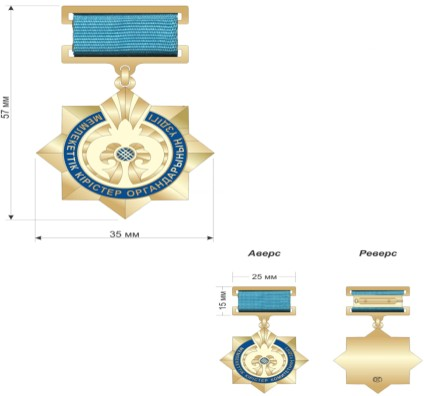 57 мм
МЕМЛЕКЕТТІК КІРІСТЕР ОРГАНДАРЫНЫҢ ҮЗДІГІ
35 мм
Аверс
Реверс
25 мм
15 мм